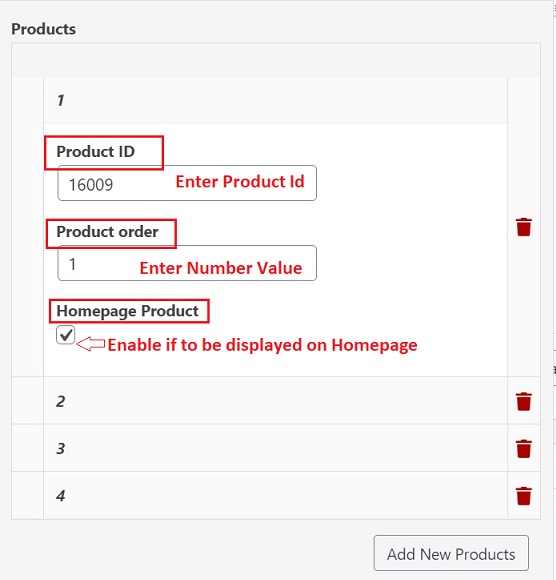 Products
1
Product ID
16009 Enter Product Id
Product order
1 Enter Number Value
Homepage Product
Enable if to be displayed on Homepage
2
3
4
Add New Products